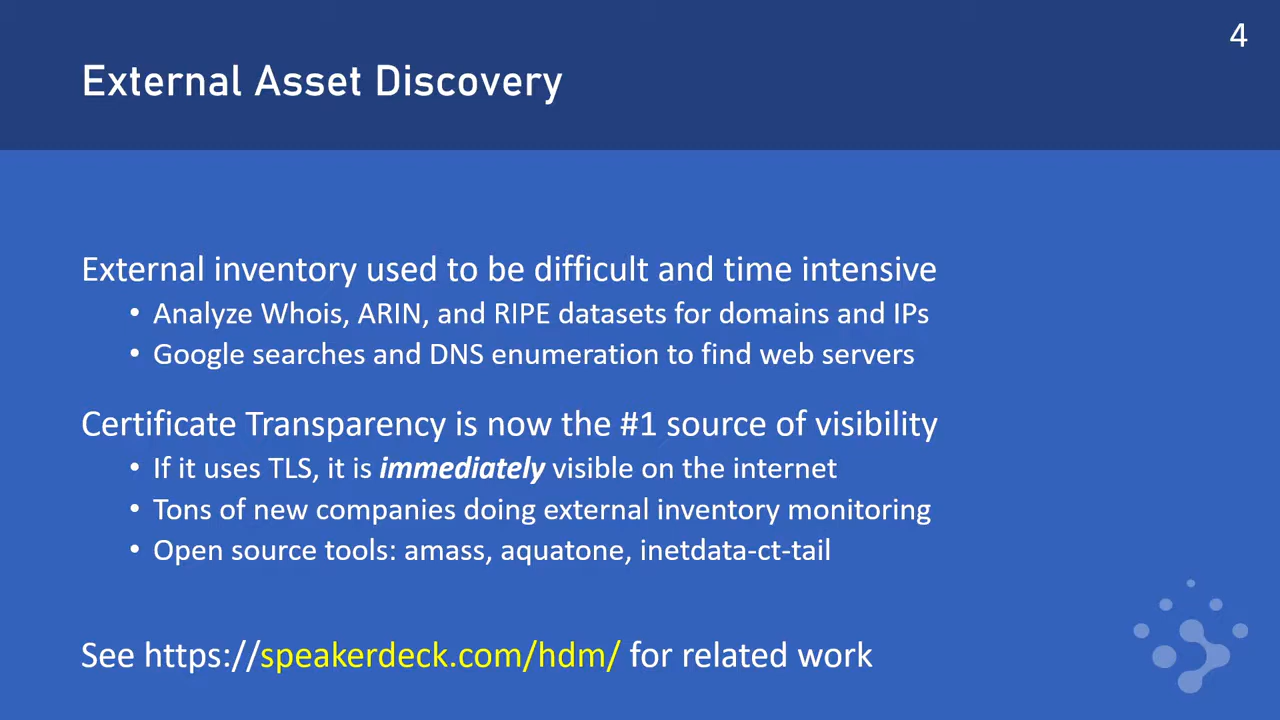 4
External Asset Discovery
External inventory used to be difficult and time intensive
• Analyze Whois, ARIN, and RIPE datasets for domains and IPs
• Google searches and DNS enumeration to find web servers
Certificate Transparency is now the #1 source of visibility
• If it uses TLS, it is immediately visible on the internet
• Tons of new companies doing external inventory monitoring
• Open source tools: amass, aquatone, inetdata-ct-tail
See https://speakerdeck.com/hdm/ for related work